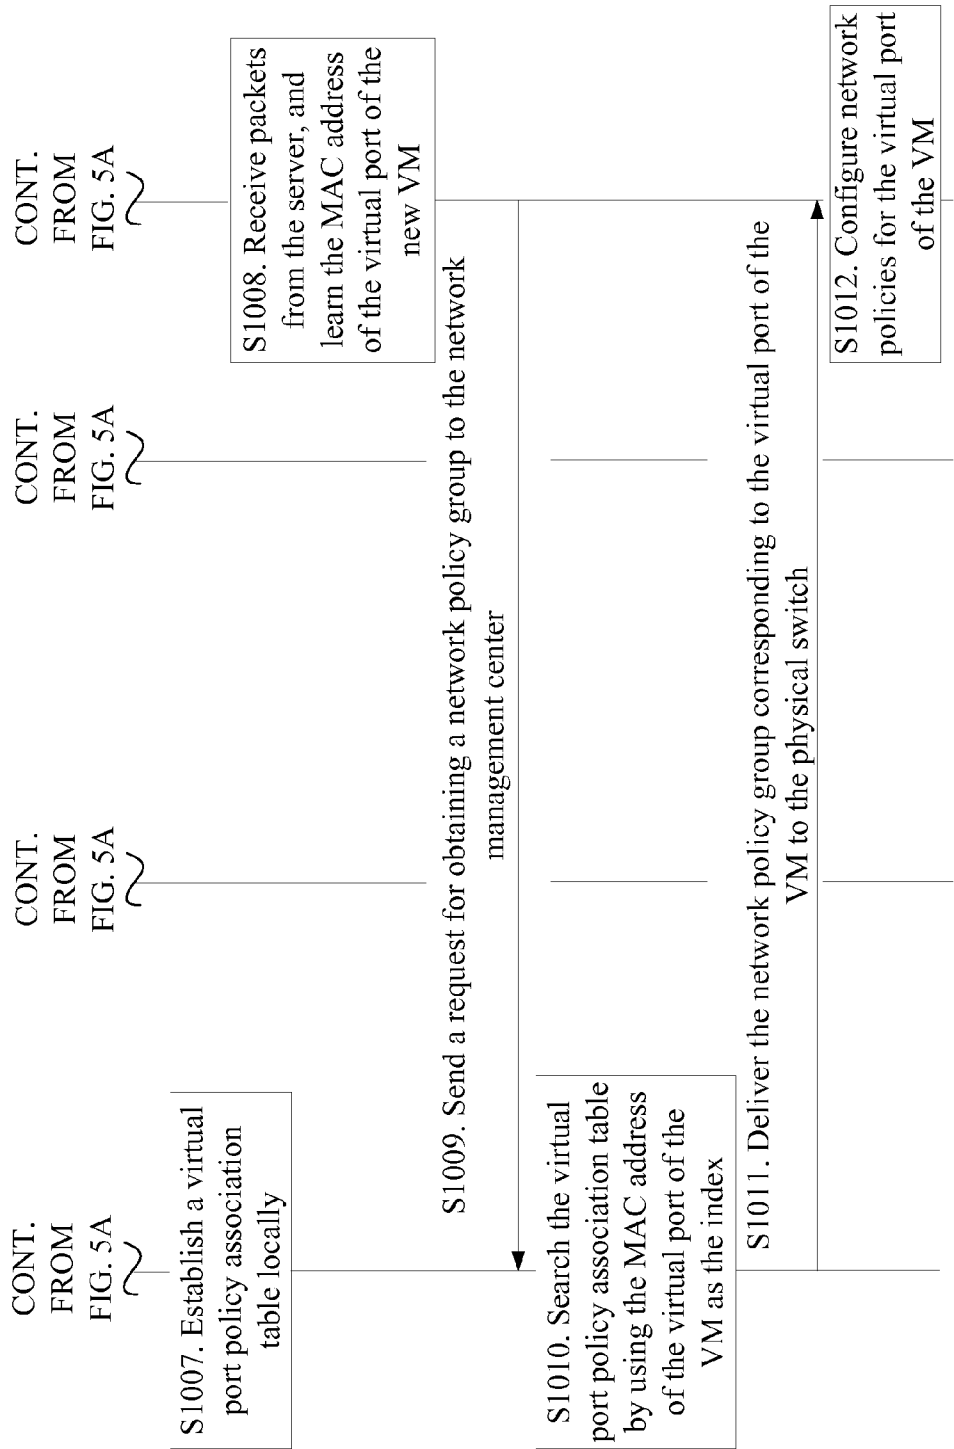 CONT.
FROM
FIG. 5A
CONT.
FROM
FIG. 5A
CONT.
FROM
FIG. 5A
CONT.
FROM
FIG. 5A
S1007. Establish a virtual
port policy association
table locally
S1008. Receive packets
from the server, and
learn the MAC address
of the virtual port of the
new VM
S1009. Send a request for obtaining a network policy group to the network
management center
S1010. Search the virtual
port policy association table
by using the MAC address
of the virtual port of the
VM as the index
S1011. Deliver the network policy group corresponding to the virtual port of the
VM to the physical switch
S1012. Configure network
policies for the virtual port
of the VM